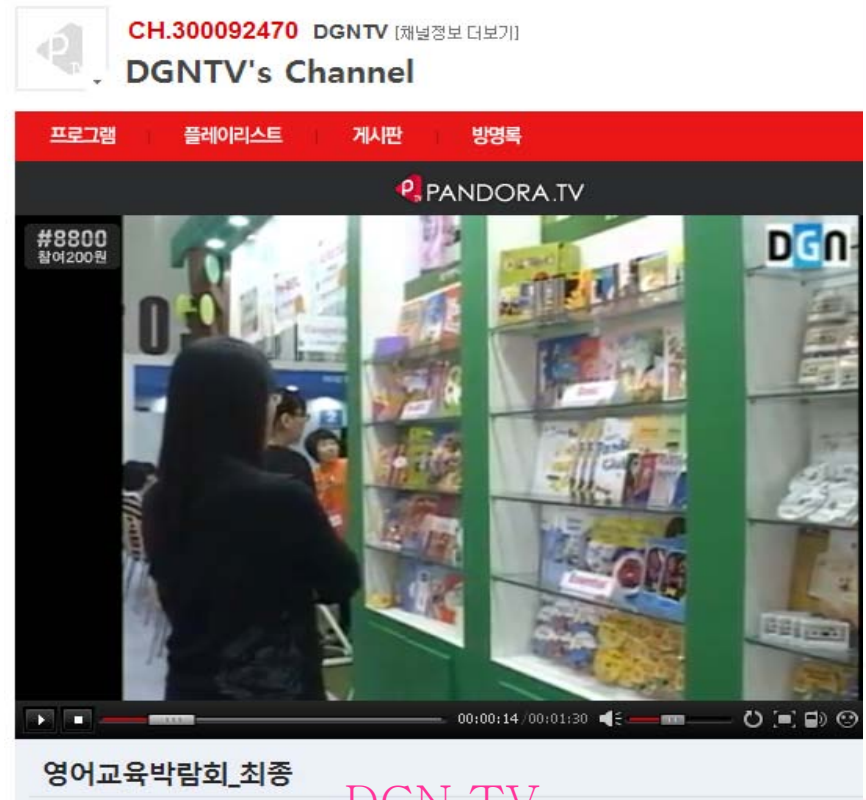 CH.300092470 DGNTV [채널정보 더보기]
DGNTV's Channel
프로그램 플레이리스트 게시판 방명록
PANDORA.TV
#8800
참여200원
DGN
00:00:14/00:01:30
영어교육박람회_최종
DGN TV